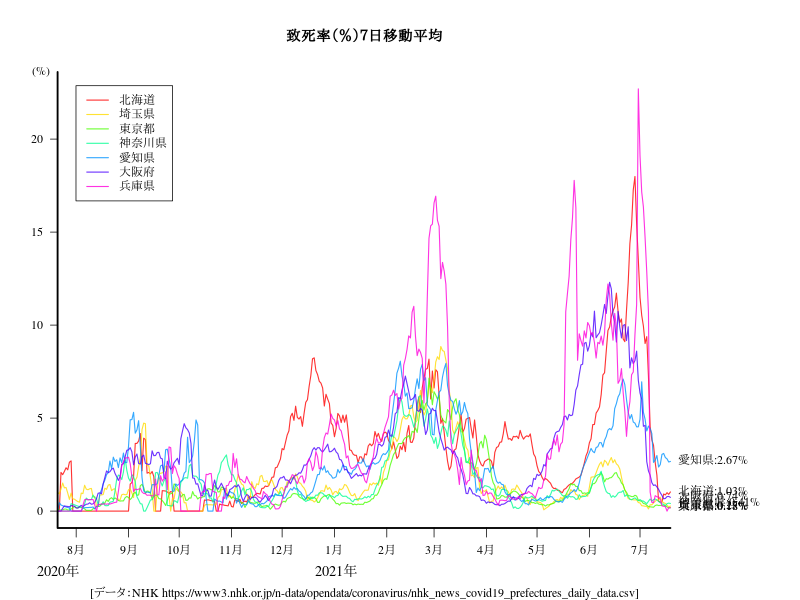 致死率(%)7日移動平均
(%)
北海道
埼玉県
東京都
神奈川県
愛知県
大阪府
兵庫県
20
15
10
5
0
愛知県:2.67%
北海道:1.03%
8月 9月 10月 11月 12月 1月 2月 3月 4月 5月 6月 7月
2020年 2021年
[データ:NHK https://www3.nhk.or.jp/n-data/opendata/coronavirus/nhk_news_covid19_prefectures_daily_data.csv]